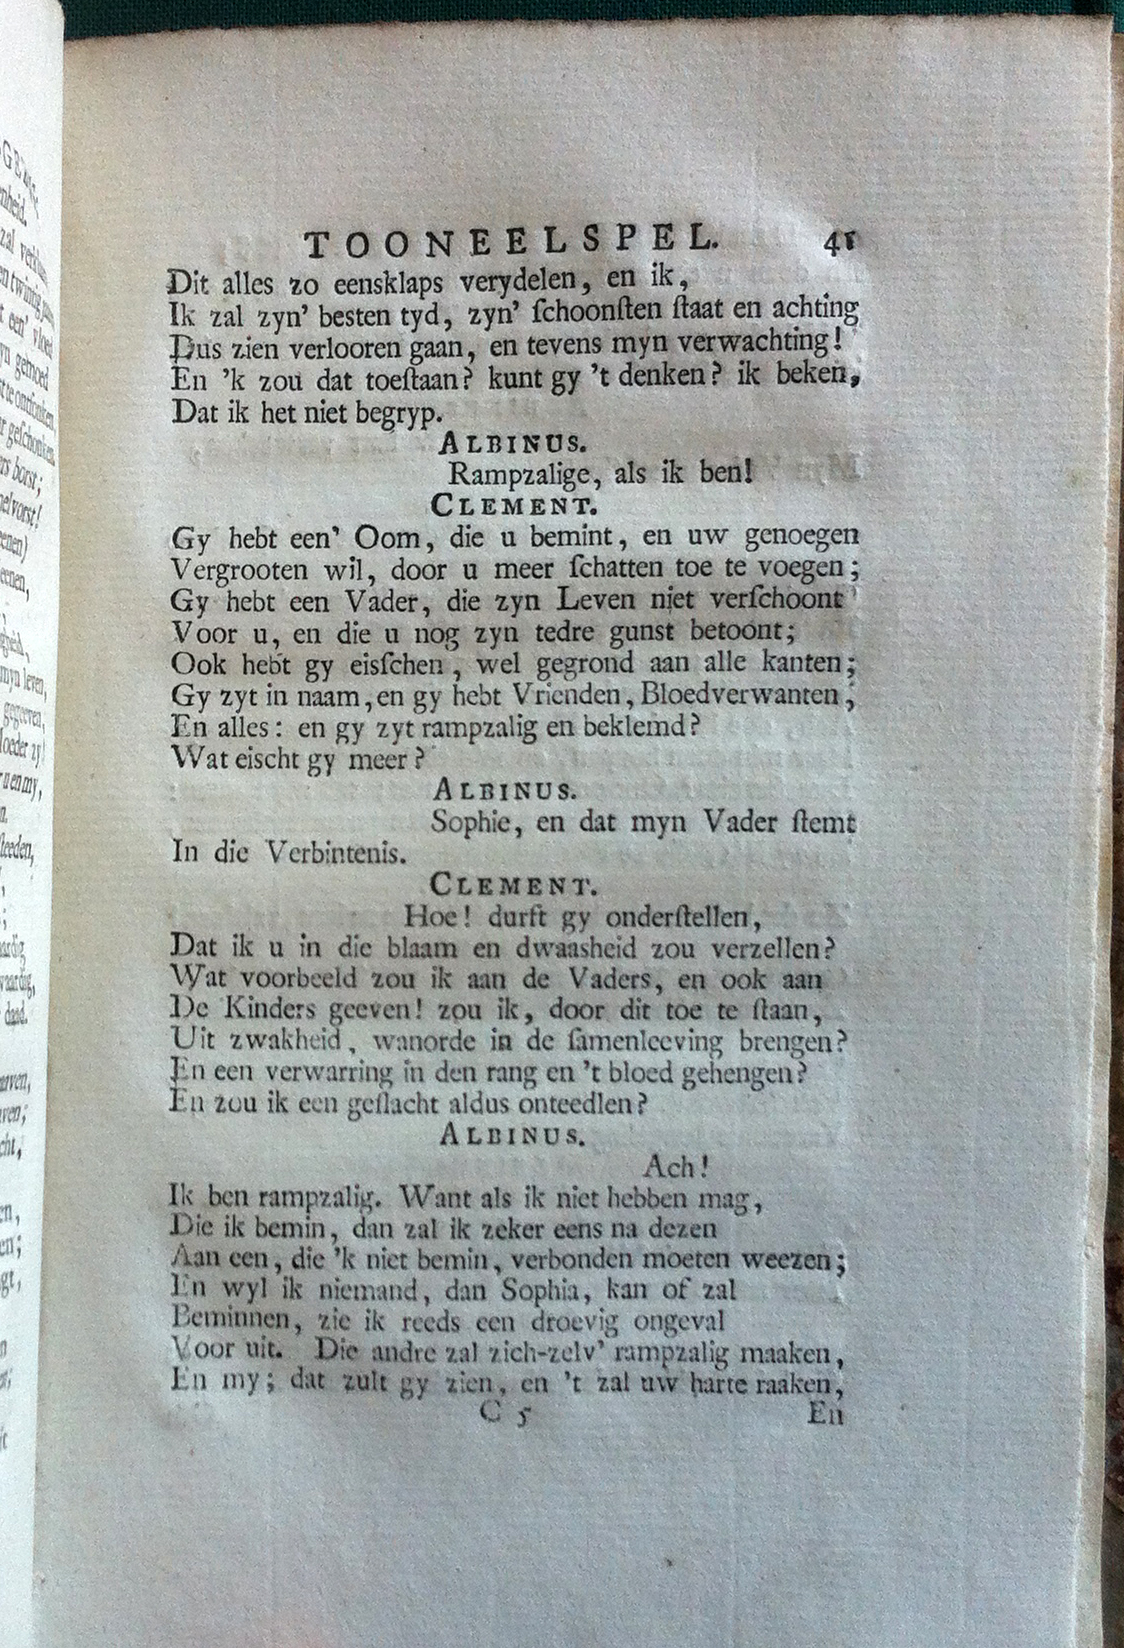 TOONEELSPEL. 41
Dit alles zo eensklaps verydelen, en ik,
Ik zal zyn’ besten tyd, zyn’ ſchoonſten ſtaat en achting
Dus zien verlooren gaan, en tevens myn verwachting!
En ’k zou dat toeſtaan? kunt gy ’t denken? ik beken,
Dat ik het niet begryp.
ALBINUS.
Rampzalige, als ik ben!
CLEMENT.
Gy hebt een’ Oom, die u bemint, en uw genoegen
Vergrooten wil, door u meer ſchatten toe te voegen;
Gy hebt een Vader, die zyn Leven niet verſchoont
Voor u, en die u nog zyn tedre gunst betoont;
Ook hebt gy eisſchen, wel gegrond aan alle kanten;
Gy zyt in naam, en gy hebt Vrienden, Bloedverwanten,
En alles: en gy zyt rampzalig en beklemd?
Wat eischt gy meer?
ALBINUS.
Sophie, en dat myn Vader ſtemt
In die Verbintenis.
CLEMENT.
Hoe! durft gy onderſtellen,
Dat ik u in die blaam en dwaasheid zou verzellen?
Wat voorbeeld zou ik aan de Vaders, en ook aan
De Kinders geeven! zou ik, door dit toe te ſtaan,
Uit zwakheid, wanorde in de ſamenleeving brengen?
En een verwarring in den rang en ’t bloed gehengen?
En zou ik een geſlacht aldus onteedlen?
ALBINUS.
Ach!
Ik ben rampzalig. Want als ik niet hebben mag,
Die ik bemin, dan zal ik zeker eens na dezen
Aan een, die ’k niet bemin, verbonden moeten weezen;
En wyl ik niemand, dan Sophia, kan of zal
Beminnen, zie ik reeds een droevig ongeval
Voor uit. Die andre zal zich-zelv’ rampzalig maaken,
En my; dat zult gy zien, en ’t zal uw harte raaken,
C 5 En